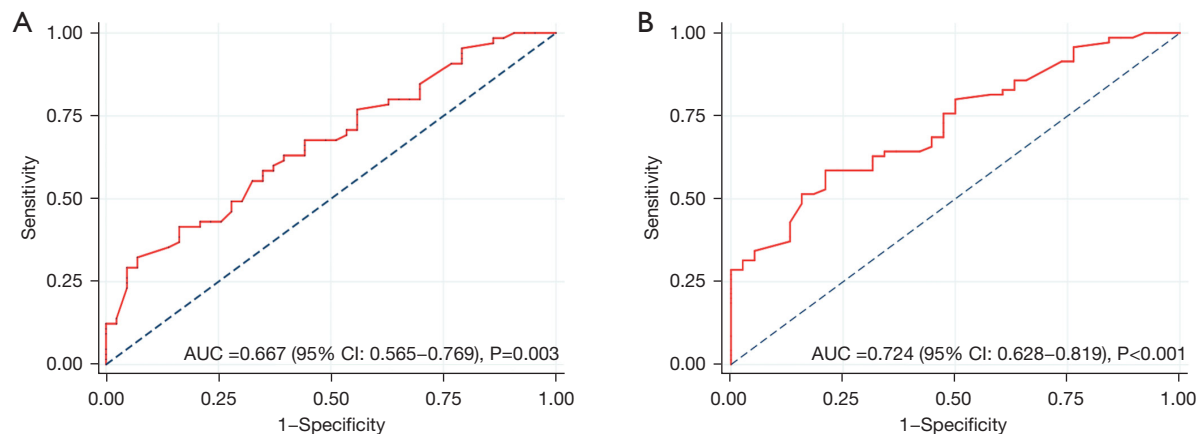 A
1.00
0.75
0.50
0.25
0.00
Sensitivity
AUC =0.667 (95% CI: 0.565–0.769), P=0.003
0.00 0.25 0.50 0.75 1.00
1–Specificity
B
1.00
0.75
0.50
0.25
0.00
Sensitivity
AUC =0.724 (95% CI: 0.628–0.819), P<0.001
0.00 0.25 0.50 0.75 1.00
1–Specificity